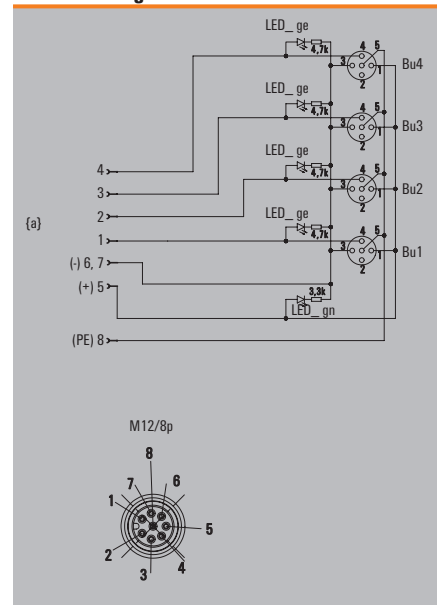 LED_ ge
4,7k
4 5
3 1
2
Bu4
LED_ ge
4,7k
4 5
3 1
2
Bu3
LED_ ge
4,7k
4 5
3 1
2
Bu2
LED_ ge
4,7k
4 5
3 1
2
Bu1
4
3
2
{a}
1
(-) 6, 7
(+) 5
3,3k
LED_ gn
(PE) 8
M12/8p
8
7 6
1
5
2
4
3